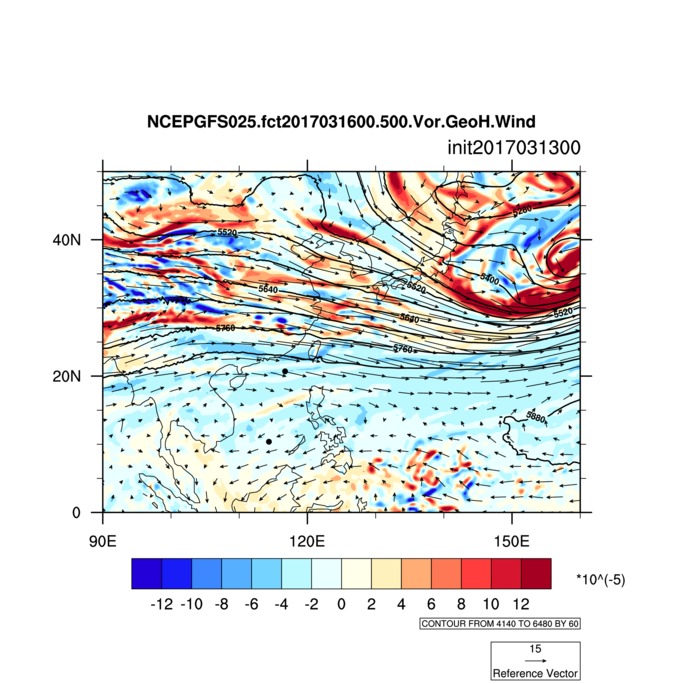 NCEPGFS025.fct2017031600.500.Vor.GeoH.Wind
init2017031300
5280
5520
40N
5400
5640
5520
5520
5640
5760
5760
20N
5880
0
90E 120E 150E
-12 -10 -8 -6 -4 -2 0 2 4 6 8 10 12
*10^(-5)
CONTOUR FROM 4140 TO 6480 BY 60
15
Reference Vector